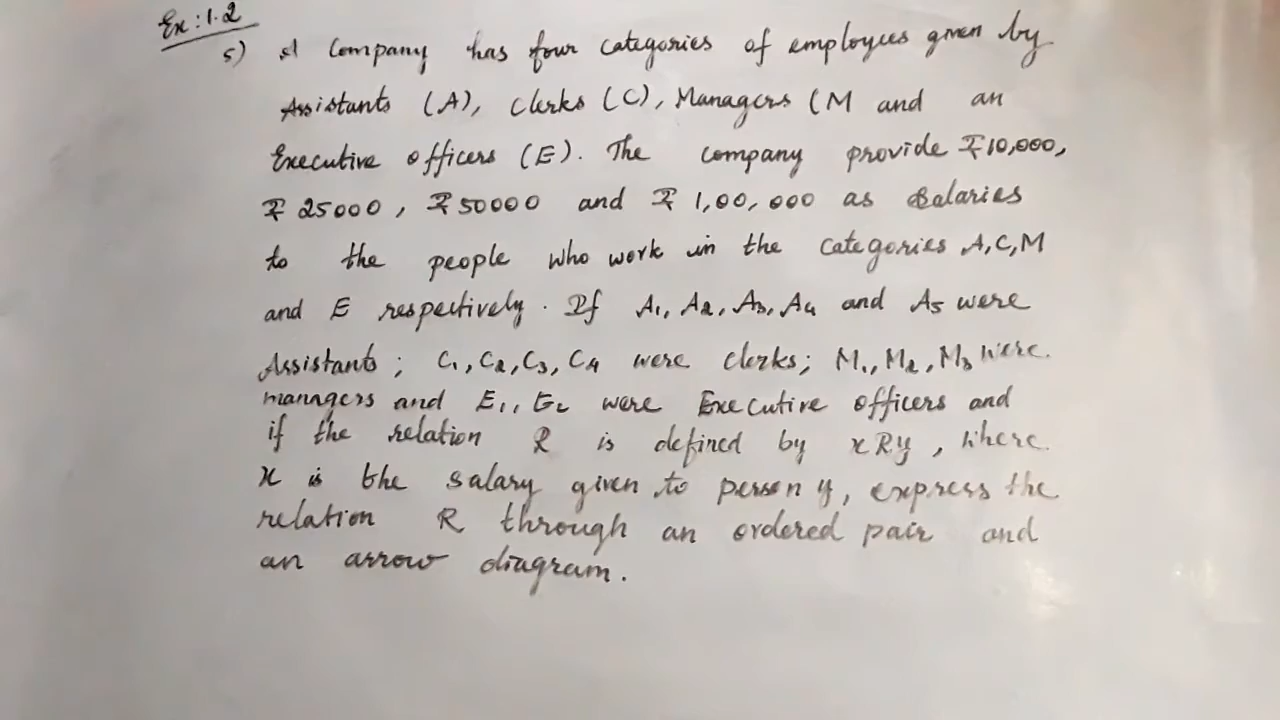 Ex:1.2
5) A Company has four categories of employees given by
Assistants (A), Clerks (C), Managers (M and an
Executive officers (E). The company provide ₹10,000,
₹ 25000, ₹ 50000 and ₹ 1,00,000 as Salaries
to the people who work in the categories A, C, M
and E respectively. If A1, A2, A3, A4 and A5 were
Assistants; C1, C2, C3, C4 were clerks; M1, M2, M3 were.
managers and E1, E2 were Executive officers and
if the relation R is defined by xRy, where.
x is the salary given to person y, express the
relation R through an ordered pair and
an arrow diagram.